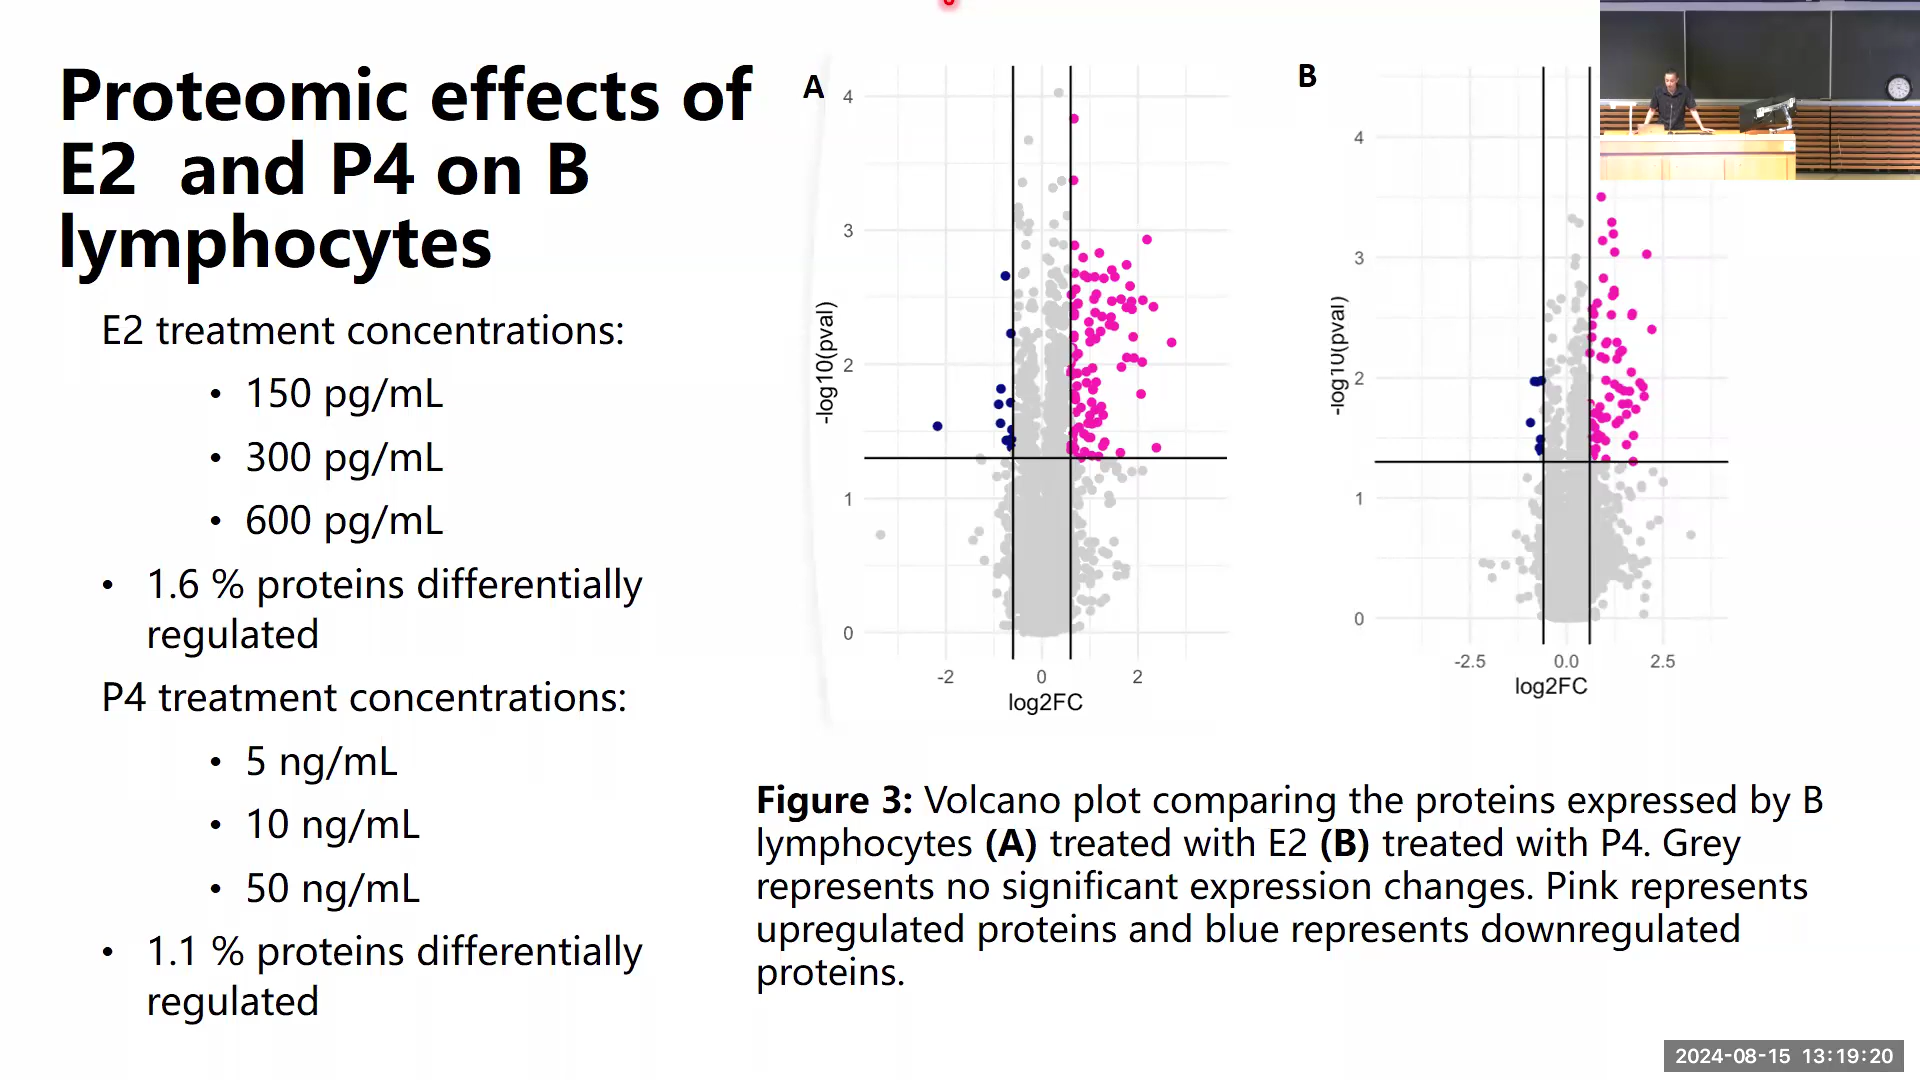 Proteomic effects of
E2 and P4 on B
lymphocytes
E2 treatment concentrations:
• 150 pg/mL
• 300 pg/mL
• 600 pg/mL
• 1.6 % proteins differentially
regulated
P4 treatment concentrations:
• 5 ng/mL
• 10 ng/mL
• 50 ng/mL
• 1.1 % proteins differentially
regulated
A
4
3
2
1
0
-log10(pval)
-2 0 2
log2FC
B
4
3
2
1
0
-log10(pval)
-2.5 0.0 2.5
log2FC
Figure 3: Volcano plot comparing the proteins expressed by B
lymphocytes (A) treated with E2 (B) treated with P4. Grey
represents no significant expression changes. Pink represents
upregulated proteins and blue represents downregulated
proteins.
2024-08-15 13:19:20